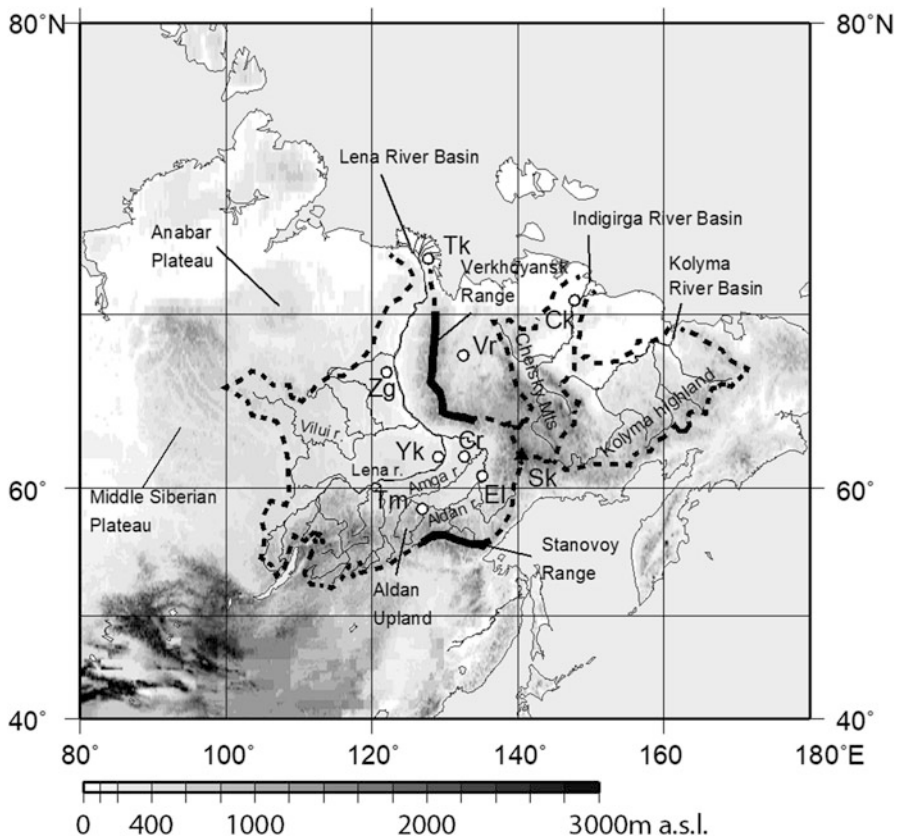 80˚N
80˚N
Lena River Basin
Indigirga River Basin
Anabar
Plateau
Tk
Verkhoyansk
Range
Kolyma
River Basin
Ck
Chersky Mts
Vr
Zg
Kolyma highland
Vilui r.
Yk
Cr
Lena r.
Amga r.
Sk
60˚
El
60˚
Middle Siberian
Plateau
Tm
Aldan r.
Stanovoy
Range
Aldan
Upland
40˚
40˚
80
100
120
140
160
180˚E
0
400
1000
2000
3000m a.s.l.